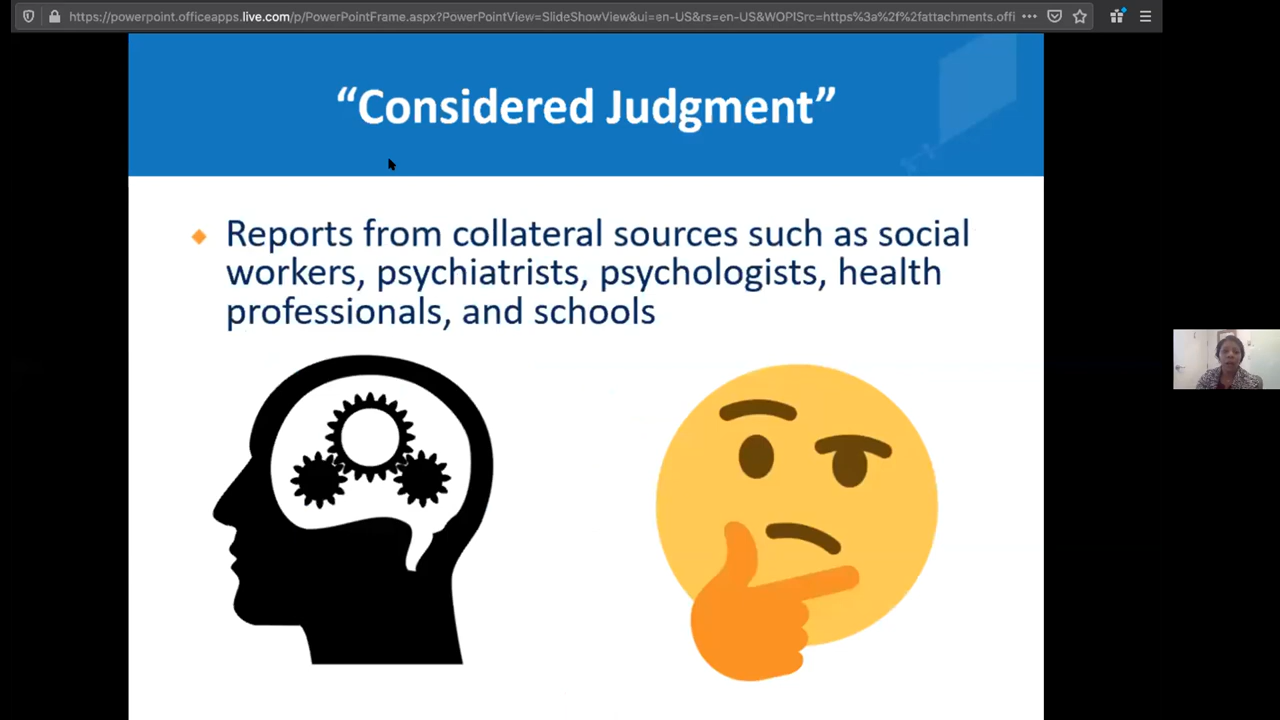 https://powerpoint.officeapps.live.com/p/PowerPointFrame.aspx?PowerPointView=SlideShowView&ui=en-US&rs=en-US&WOPISrc=https%3a%2f%2fattachments.offi
“Considered Judgment”
Reports from collateral sources such as social
workers, psychiatrists, psychologists, health
professionals, and schools